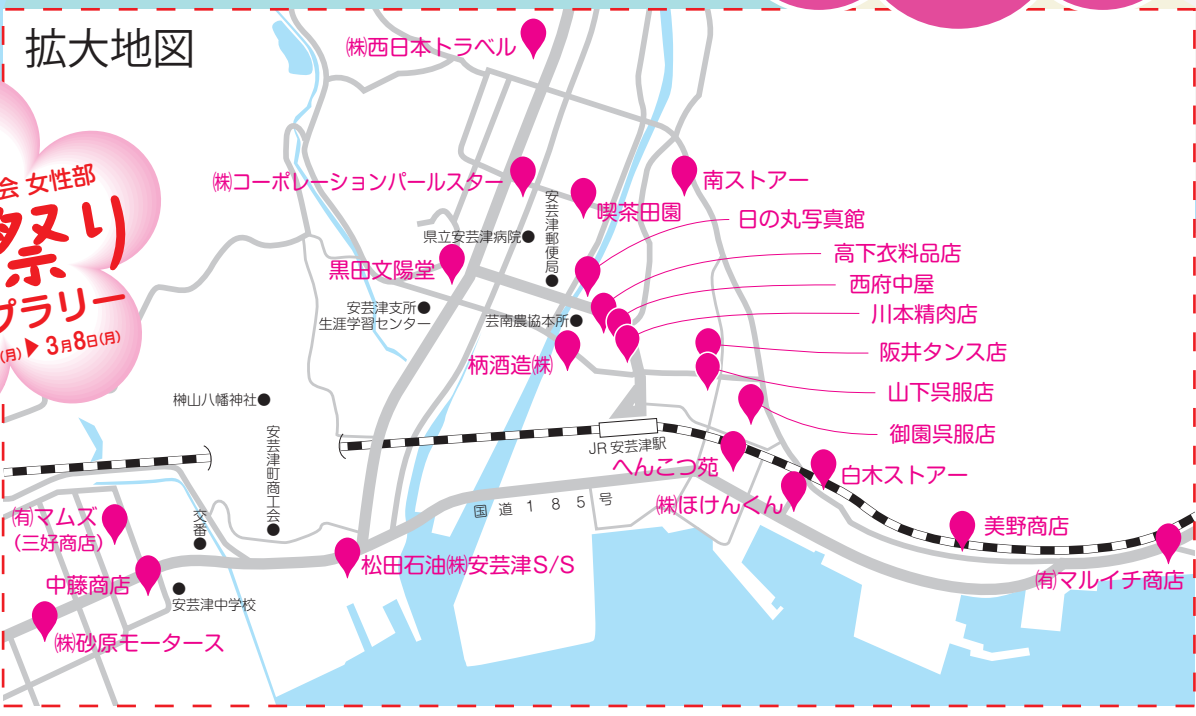 拡大地図
会 女性部
祭り
プラリー
(月)▶3月8日(月)
㈱西日本トラベル
㈱コーポレーションパールスター
安芸津郵便局
喫茶田園
南ストアー
日の丸写真館
県立安芸津病院
高下衣料品店
黒田文陽堂
西府中屋
安芸津支所
生涯学習センター
芸南農協本所
川本精肉店
柄酒造㈱
阪井タンス店
山下呉服店
榊山八幡神社
御園呉服店
安芸津町商工会
JR 安芸津駅
へんこつ苑
白木ストアー
㈱ほけんくん
国道185号
㈲マムズ
(三好商店)
交番
美野商店
松田石油㈱安芸津S/S
中藤商店
㈲マルイチ商店
安芸津中学校
㈱砂原モータース